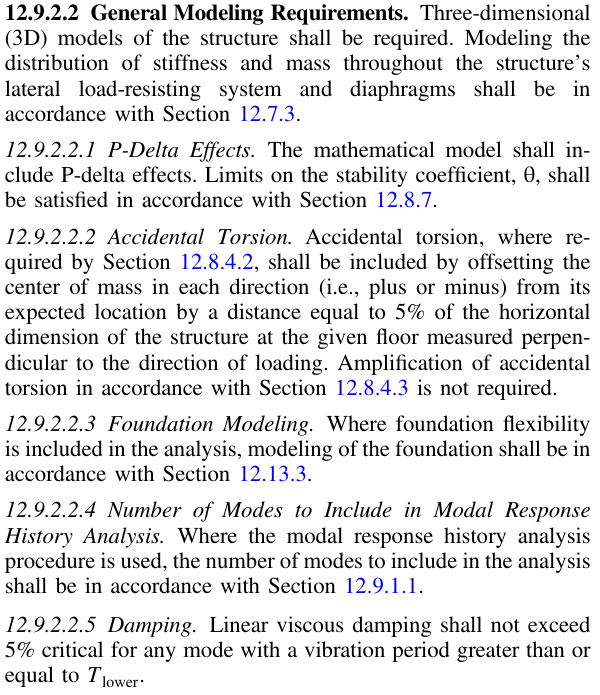 12.9.2.2 General Modeling Requirements. Three-dimensional
(3D) models of the structure shall be required. Modeling the
distribution of stiffness and mass throughout the structure's
lateral load-resisting system and diaphragms shall be in
accordance with Section 12.7.3.
12.9.2.2.1 P-Delta Effects. The mathematical model shall in-
clude P-delta effects. Limits on the stability coefficient, θ, shall
be satisfied in accordance with Section 12.8.7.
12.9.2.2.2 Accidental Torsion. Accidental torsion, where re-
quired by Section 12.8.4.2, shall be included by offsetting the
center of mass in each direction (i.e., plus or minus) from its
expected location by a distance equal to 5% of the horizontal
dimension of the structure at the given floor measured perpen-
dicular to the direction of loading. Amplification of accidental
torsion in accordance with Section 12.8.4.3 is not required.
12.9.2.2.3 Foundation Modeling. Where foundation flexibility
is included in the analysis, modeling of the foundation shall be in
accordance with Section 12.13.3.
12.9.2.2.4 Number of Modes to Include in Modal Response
History Analysis. Where the modal response history analysis
procedure is used, the number of modes to include in the analysis
shall be in accordance with Section 12.9.1.1.
12.9.2.2.5 Damping. Linear viscous damping shall not exceed
5% critical for any mode with a vibration period greater than or
equal to T_lower.